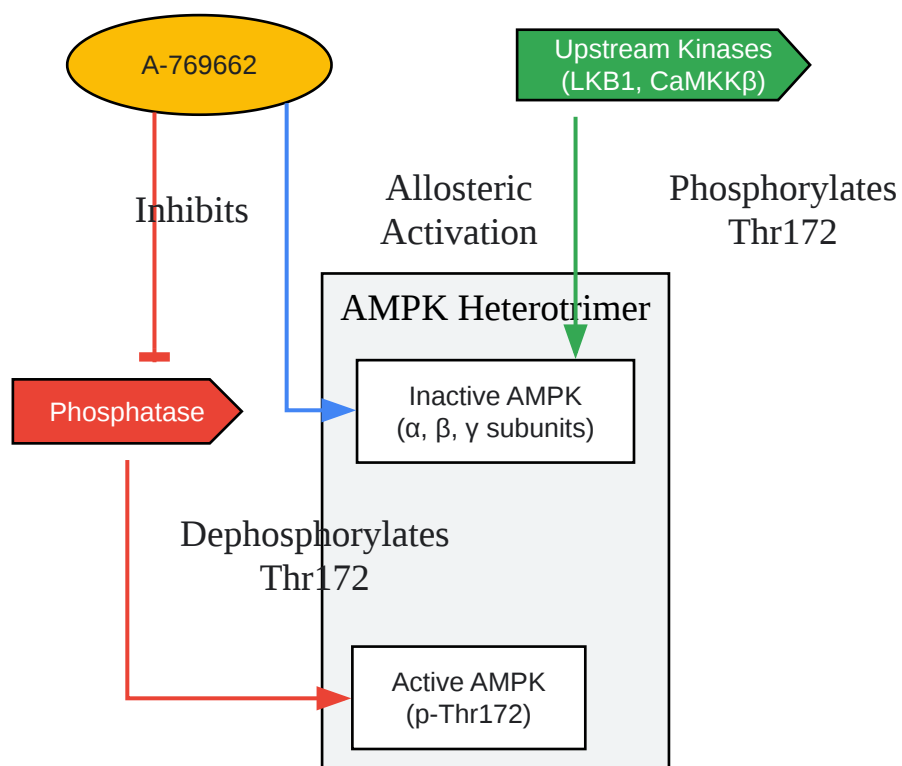 A-769662
Upstream Kinases
(LKB1, CaMKKβ)
Inhibits
Allosteric
Activation
Phosphorylates
Thr172
AMPK Heterotrimer
Inactive AMPK
(α, β, γ subunits)
Phosphatase
Dephosphorylates
Thr172
Active AMPK
(p-Thr172)